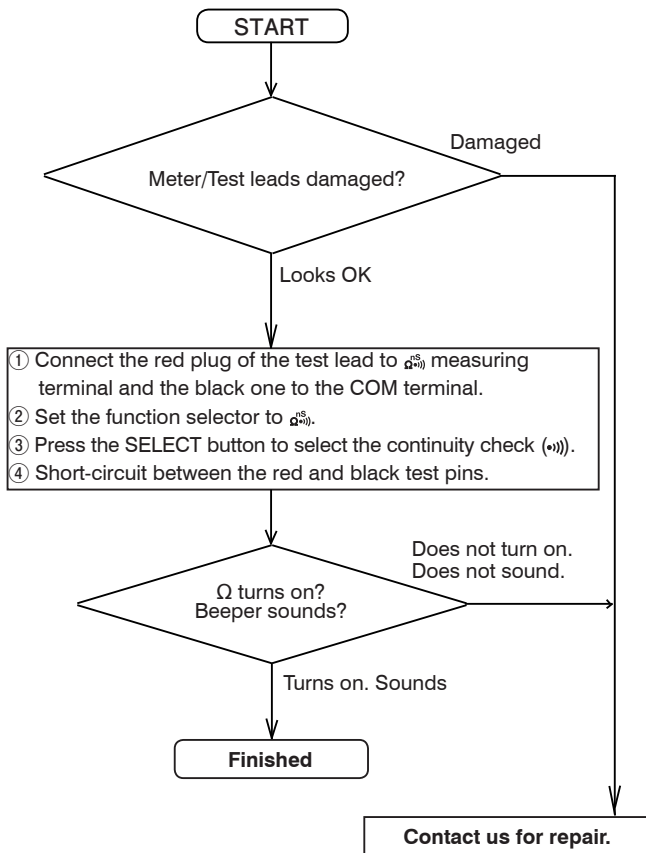 START
Damaged
Meter/Test leads damaged?
Looks OK
① Connect the red plug of the test lead to Ω nS •))) measuring
terminal and the black one to the COM terminal.
② Set the function selector to Ω nS •))).
③ Press the SELECT button to select the continuity check (•))).
④ Short-circuit between the red and black test pins.
Does not turn on.
Does not sound.
Ω turns on?
Beeper sounds?
Turns on. Sounds
Finished
Contact us for repair.